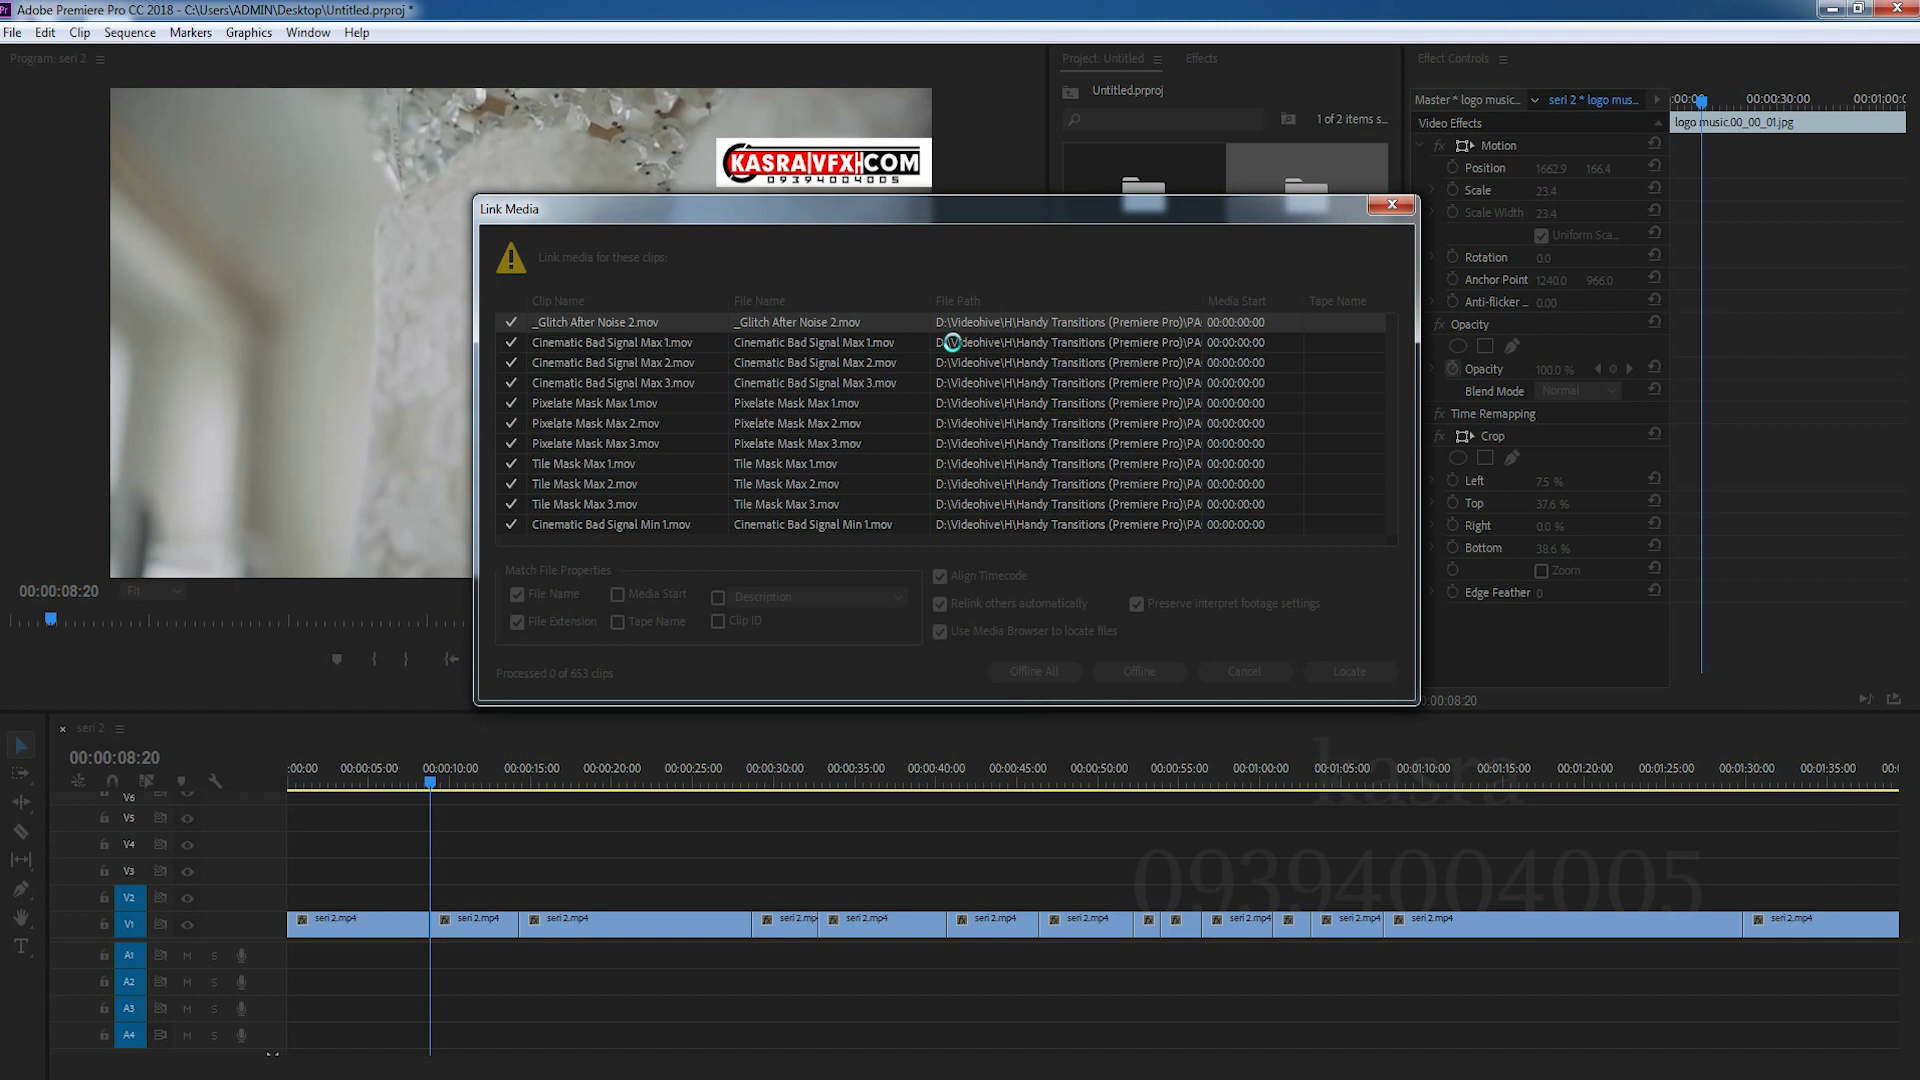 Adobe Premiere Pro CC 2018 - C:\Users\ADMIN\Desktop\Untitled.prproj *
File Edit Clip Sequence Markers Graphics Window Help
Program: seri 2
Project: Untitled
Effects
Effect Controls
Untitled.prproj
1 of 2 items s...
Master * logo music...
seri 2 * logo mus...
00:00:30:00
Video Effects
logo music.00_00_01.jpg
Motion
Position 1662.9 166.4
Scale 23.4
Scale Width 23.4
Uniform Sca...
Rotation 0.0
Anchor Point 1240.0 966.0
Anti-flicker ... 0.00
Opacity
Opacity 100.0 %
Blend Mode Normal
Time Remapping
Crop
Left 7.5 %
Top 37.6 %
Right 0.0 %
Bottom 38.6 %
Zoom
Edge Feather 0
KASRA|VFX|·COM
09394004005
Link Media
Link media for these clips:
Clip Name File Name File Path Media Start Tape Name
_Glitch After Noise 2.mov _Glitch After Noise 2.mov D:\Videohive\H\Handy Transitions (Premiere Pro)\PA 00:00:00:00
Cinematic Bad Signal Max 1.mov Cinematic Bad Signal Max 1.mov D:\Videohive\H\Handy Transitions (Premiere Pro)\PA 00:00:00:00
Cinematic Bad Signal Max 2.mov Cinematic Bad Signal Max 2.mov D:\Videohive\H\Handy Transitions (Premiere Pro)\PA 00:00:00:00
Cinematic Bad Signal Max 3.mov Cinematic Bad Signal Max 3.mov D:\Videohive\H\Handy Transitions (Premiere Pro)\PA 00:00:00:00
Pixelate Mask Max 1.mov Pixelate Mask Max 1.mov D:\Videohive\H\Handy Transitions (Premiere Pro)\PA 00:00:00:00
Pixelate Mask Max 2.mov Pixelate Mask Max 2.mov D:\Videohive\H\Handy Transitions (Premiere Pro)\PA 00:00:00:00
Pixelate Mask Max 3.mov Pixelate Mask Max 3.mov D:\Videohive\H\Handy Transitions (Premiere Pro)\PA 00:00:00:00
Tile Mask Max 1.mov Tile Mask Max 1.mov D:\Videohive\H\Handy Transitions (Premiere Pro)\PA 00:00:00:00
Tile Mask Max 2.mov Tile Mask Max 2.mov D:\Videohive\H\Handy Transitions (Premiere Pro)\PA 00:00:00:00
Tile Mask Max 3.mov Tile Mask Max 3.mov D:\Videohive\H\Handy Transitions (Premiere Pro)\PA 00:00:00:00
Cinematic Bad Signal Min 1.mov Cinematic Bad Signal Min 1.mov D:\Videohive\H\Handy Transitions (Premiere Pro)\PA 00:00:00:00
Match File Properties
File Name Media Start Description
File Extension Tape Name Clip ID
Align Timecode
Relink others automatically Preserve interpret footage settings
Use Media Browser to locate files
Processed 0 of 653 clips
Offline All Offline Cancel Locate
00:00:08:20 Fit
:00:08:20
seri 2
00:00:08:20
:00:00 00:00:05:00 00:00:10:00 00:00:15:00 00:00:20:00 00:00:25:00 00:00:30:00 00:00:35:00 00:00:40:00 00:00:45:00 00:00:50:00 00:00:55:00 00:01:00:00 00:01:05:00 00:01:10:00 00:01:15:00 00:01:20:00 00:01:25:00 00:01:30:00 00:01:35:00
kasra
09394004005
V6
V5
V4
V3
V2
V1 seri 2.mp4 seri 2.mp4 seri 2.mp4 seri 2.mp seri 2.mp4 seri 2.mp4 seri 2.mp4 seri 2.mp4 seri 2.mp4 seri 2.mp4 seri 2.mp4
A1 M S
A2 M S
A3 M S
A4 M S